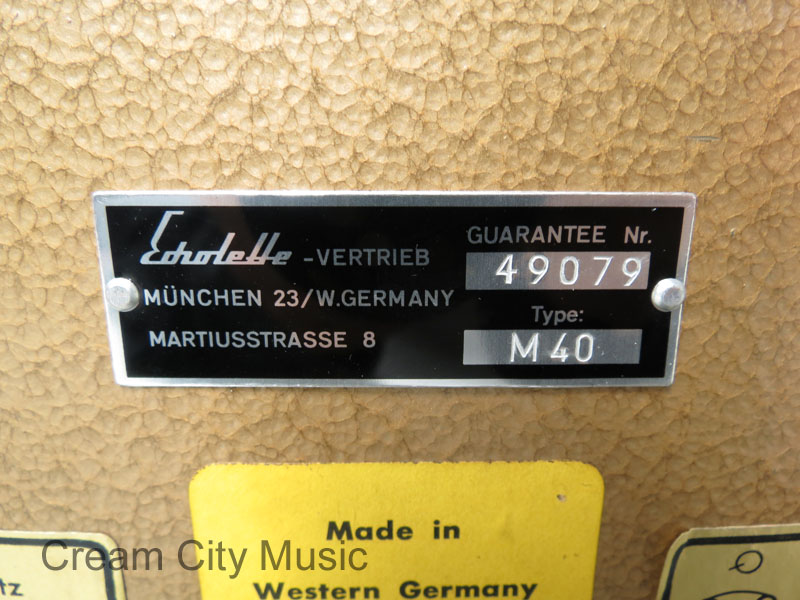 Echolette -VERTRIEB
MÜNCHEN 23/W.GERMANY
MARTIUSSTRASSE 8
GUARANTEE Nr.
49079
Type:
M 40
Made in
Western Germany
tz
Cream City Music